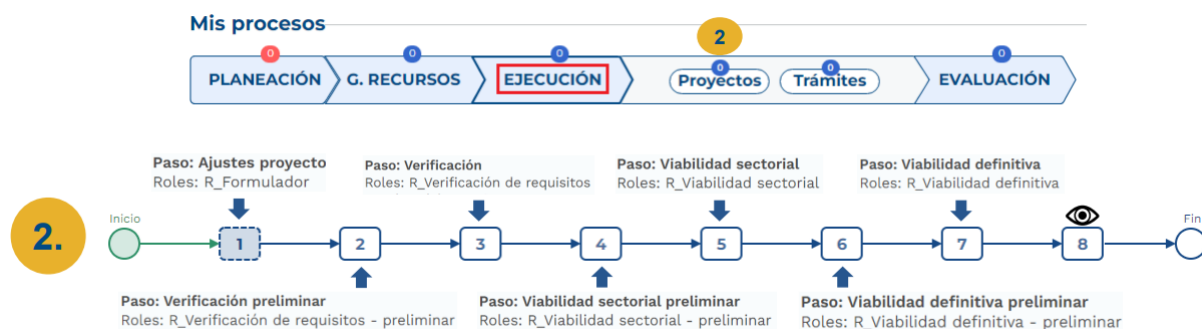 Mis procesos
2
0
0
0
0
0
0
PLANEACIÓN
G. RECURSOS
EJECUCIÓN
Proyectos
Trámites
EVALUACIÓN
Paso: Ajustes proyecto
Roles: R_Formulador
Paso: Verificación
Roles: R_Verificación de requisitos
Paso: Viabilidad sectorial
Roles: R_Viabilidad sectorial
Paso: Viabilidad definitiva
Roles: R_Viabilidad definitiva
2.
Inicio
1
2
3
4
5
6
7
8
Fin
Paso: Verificación preliminar
Roles: R_Verificación de requisitos - preliminar
Paso: Viabilidad sectorial preliminar
Roles: R_Viabilidad sectorial - preliminar
Paso: Viabilidad definitiva preliminar
Roles: R_Viabilidad definitiva - preliminar